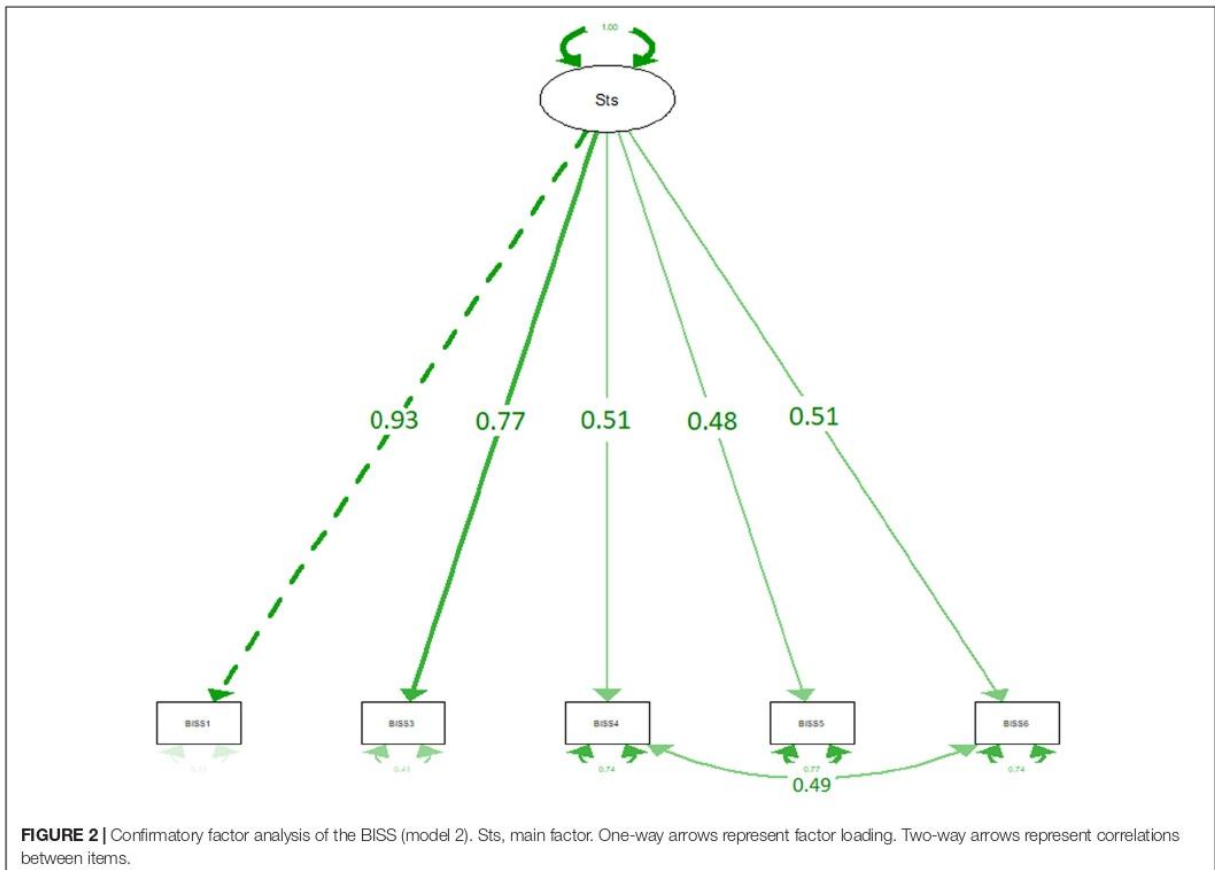 1.00
Sts
0.93 0.77 0.51 0.48 0.51
BISS1 BISS3 BISS4 BISS5 BISS6
0.41 0.74 0.77 0.74
0.49
FIGURE 2 | Confirmatory factor analysis of the BISS (model 2). Sts, main factor. One-way arrows represent factor loading. Two-way arrows represent correlations
between items.